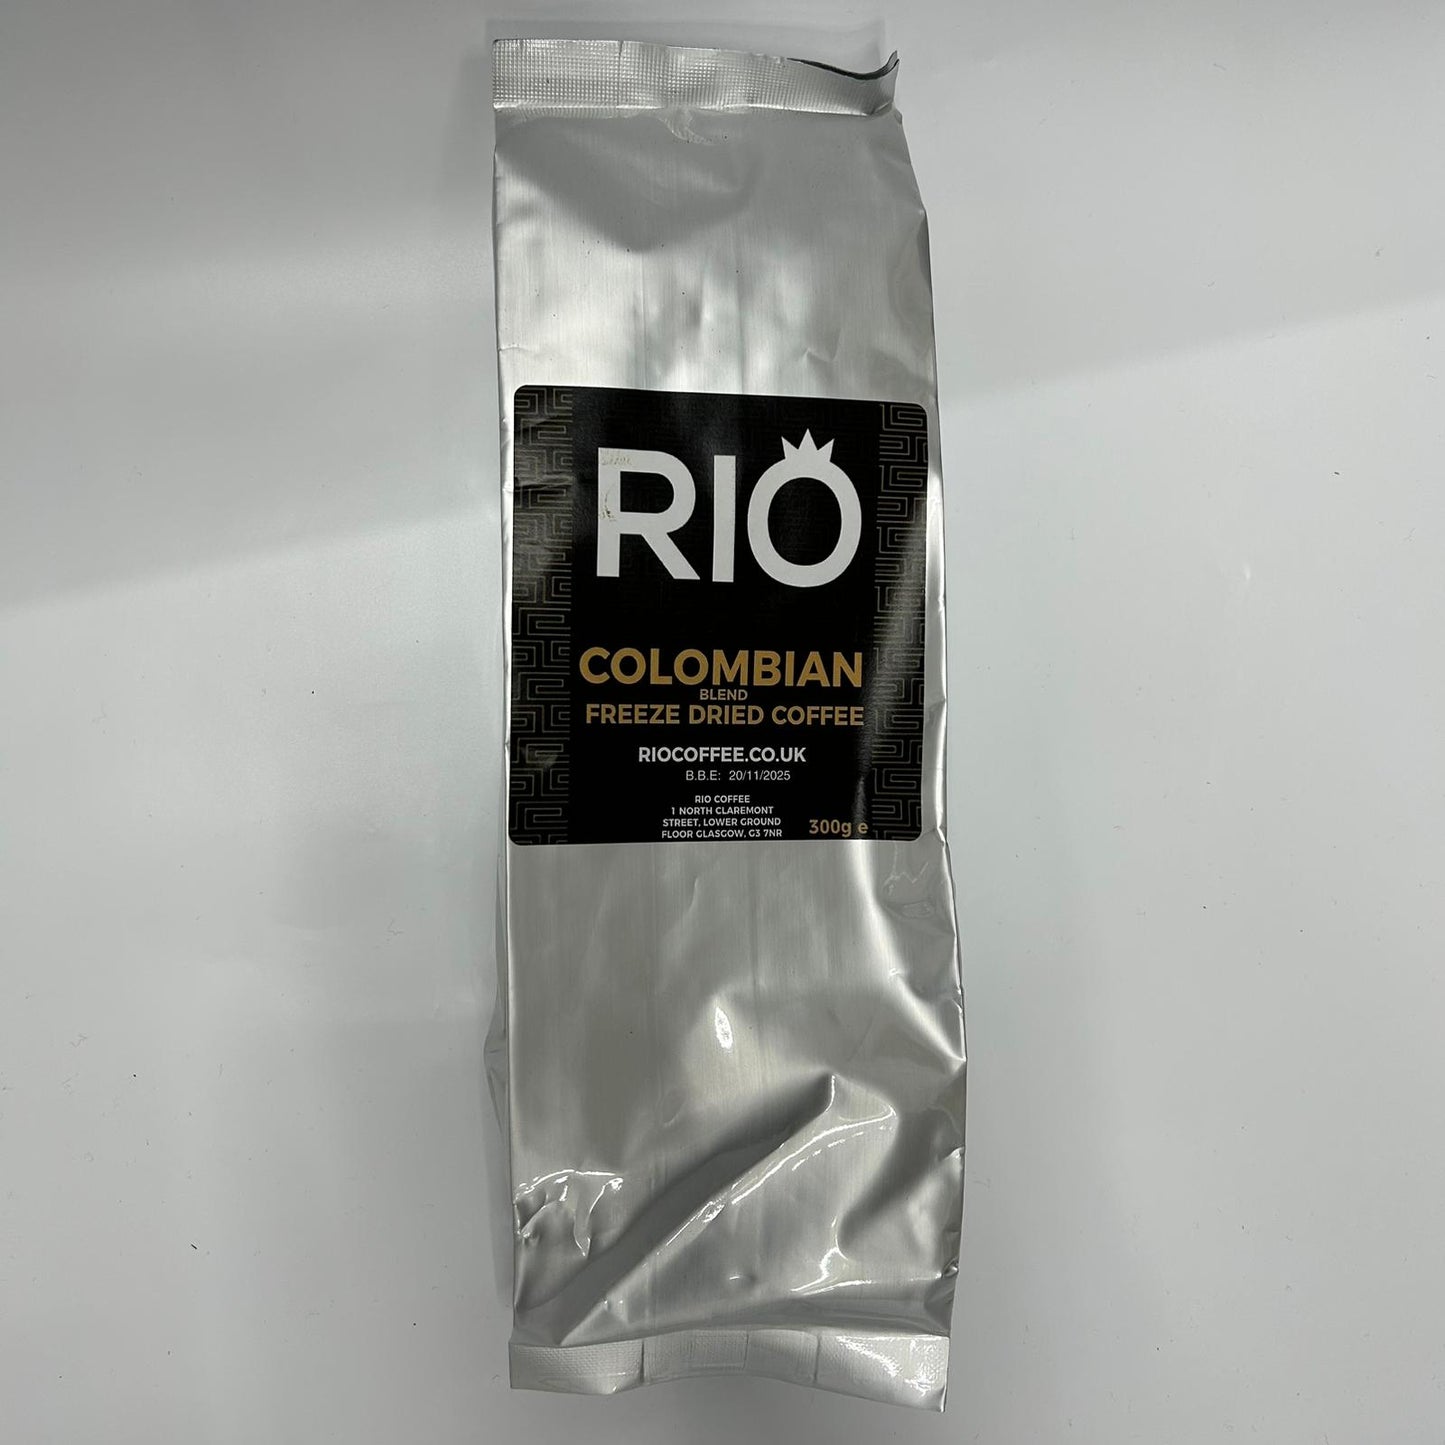 RIO
COLOMBIAN
BLEND
FREEZE DRIED COFFEE
RIOCOFFEE.CO.UK
B.B.E: 20/11/2025
RIO COFFEE
1 NORTH CLAREMONT
STREET, LOWER GROUND
FLOOR GLASGOW, G3 7NR
300g e